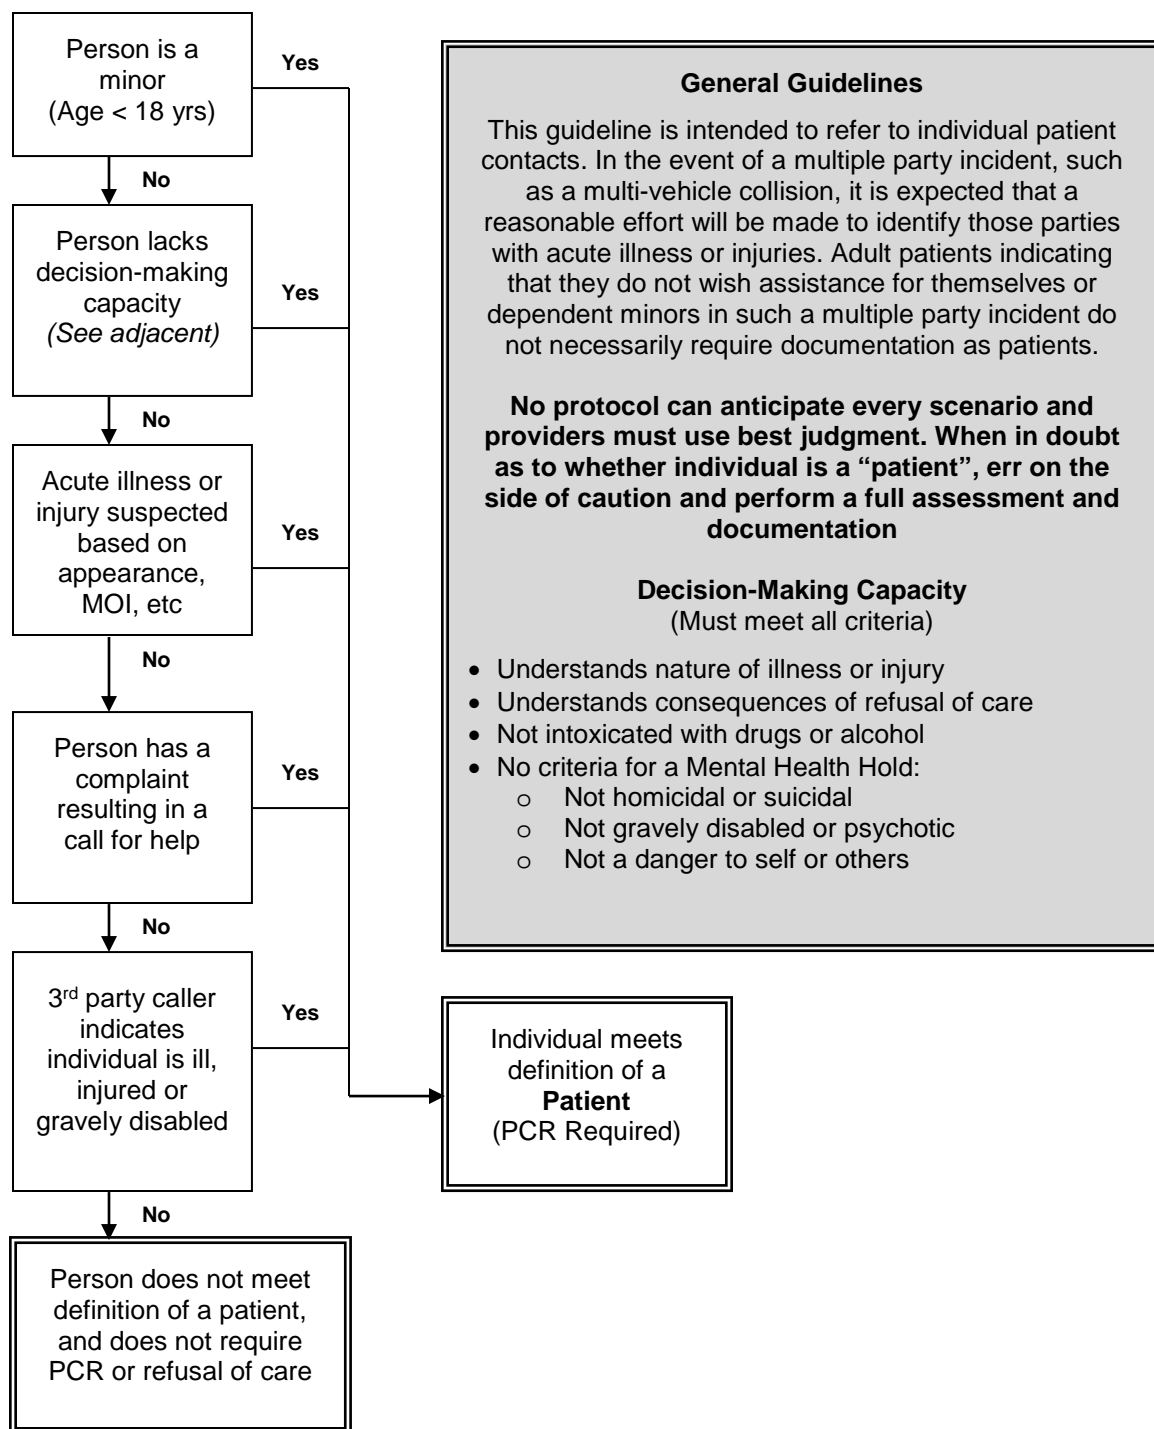 Person is a
minor
(Age < 18 yrs)
Yes
No
Person lacks
decision-making
capacity
(See adjacent)
Yes
No
Acute illness or
injury suspected
based on
appearance,
MOI, etc
Yes
No
Person has a
complaint
resulting in a
call for help
Yes
No
3rd party caller
indicates
individual is ill,
injured or
gravely disabled
Yes
No
Person does not meet
definition of a patient,
and does not require
PCR or refusal of care
General Guidelines
This guideline is intended to refer to individual patient
contacts. In the event of a multiple party incident, such
as a multi-vehicle collision, it is expected that a
reasonable effort will be made to identify those parties
with acute illness or injuries. Adult patients indicating
that they do not wish assistance for themselves or
dependent minors in such a multiple party incident do
not necessarily require documentation as patients.
No protocol can anticipate every scenario and
providers must use best judgment. When in doubt
as to whether individual is a “patient”, err on the
side of caution and perform a full assessment and
documentation
Decision-Making Capacity
(Must meet all criteria)
• Understands nature of illness or injury
• Understands consequences of refusal of care
• Not intoxicated with drugs or alcohol
• No criteria for a Mental Health Hold:
o Not homicidal or suicidal
o Not gravely disabled or psychotic
o Not a danger to self or others
Individual meets
definition of a
Patient
(PCR Required)